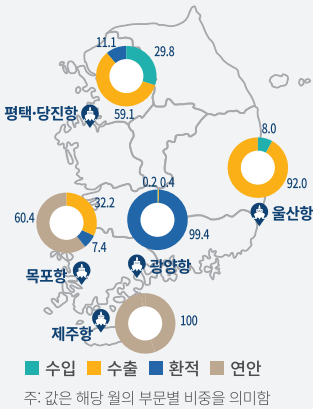 11.1
29.8
평택·당진항
59.1
8.0
92.0
울산항
0.2 0.4
32.2
60.4
7.4
99.4
목포항
광양항
제주항
100
수입 수출 환적 연안
주: 값은 해당 월의 부문별 비중을 의미함